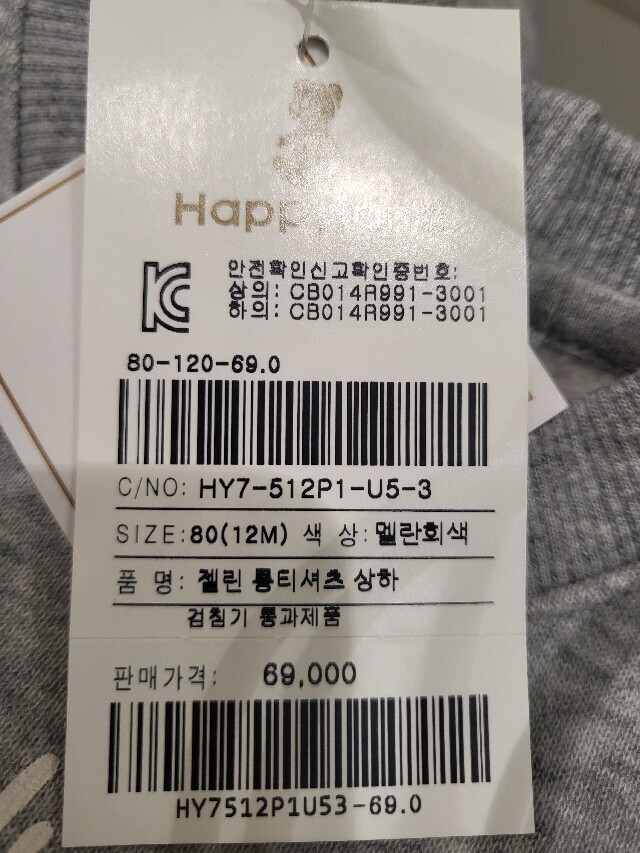 Happy
안전확인신고확인증번호:
상의: CB014R991-3001
하의: CB014R991-3001
80-120-69.0
C/NO: HY7-512P1-U5-3
SIZE:80(12M) 색 상:멜란회색
품 명: 젤린 롱티셔츠 상하
검침기 통과제품
판매가격: 69,000
HY7512P1U53-69.0